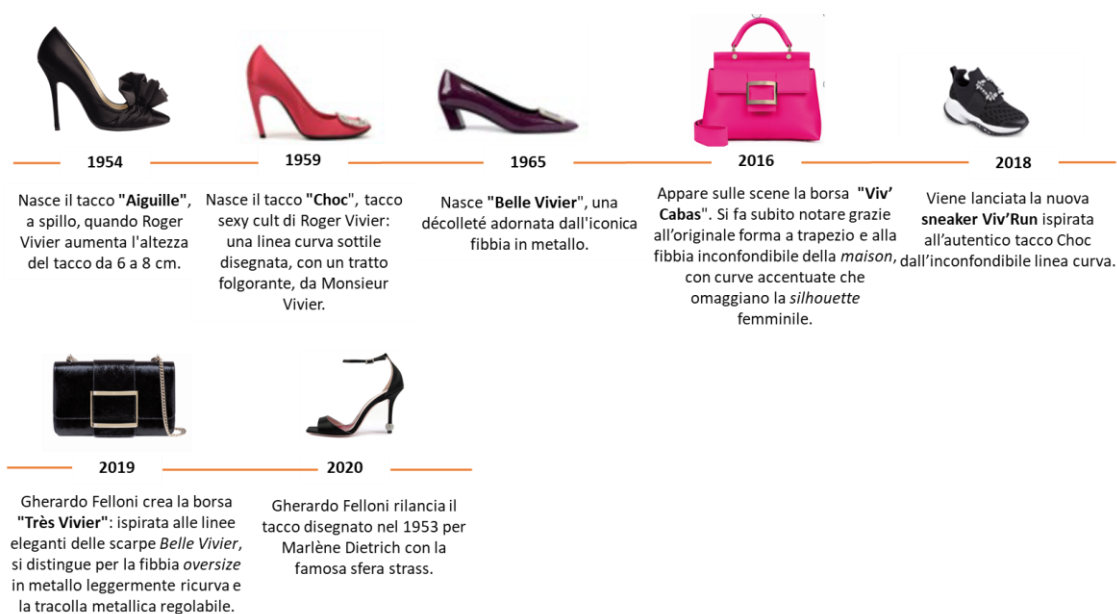 1954
Nasce il tacco "Aiguille",
a spillo, quando Roger
Vivier aumenta l'altezza
del tacco da 6 a 8 cm.
1959
Nasce il tacco "Choc", tacco
sexy cult di Roger Vivier:
una linea curva sottile
disegnata, con un tratto
folgorante, da Monsieur
Vivier.
1965
Nasce "Belle Vivier", una
décolleté adornata dall'iconica
fibbia in metallo.
2016
Appare sulle scene la borsa "Viv'
Cabas". Si fa subito notare grazie
all'originale forma a trapezio e alla
fibbia inconfondibile della maison,
con curve accentuate che
omaggiano la silhouette
femminile.
2018
Viene lanciata la nuova
sneaker Viv'Run ispirata
all'autentico tacco Choc
dall'inconfondibile linea curva.
2019
Gherardo Felloni crea la borsa
"Très Vivier": ispirata alle linee
eleganti delle scarpe Belle Vivier,
si distingue per la fibbia oversize
in metallo leggermente ricurva e
la tracolla metallica regolabile.
2020
Gherardo Felloni rilancia il
tacco disegnato nel 1953 per
Marlène Dietrich con la
famosa sfera strass.